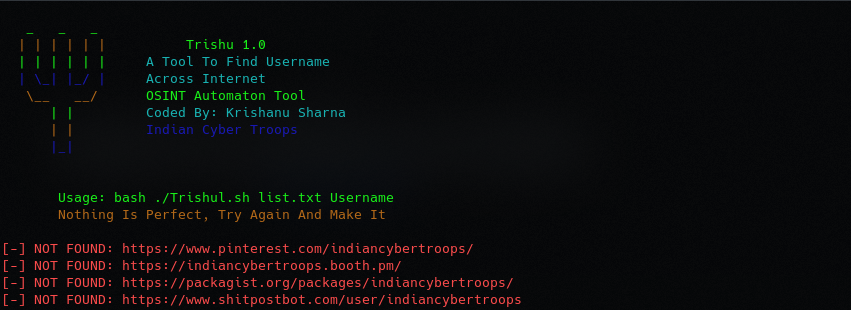 Trishu 1.0
A Tool To Find Username
Across Internet
OSINT Automaton Tool
Coded By: Krishanu Sharna
Indian Cyber Troops
Usage: bash ./Trishul.sh list.txt Username
Nothing Is Perfect, Try Again And Make It
[-] NOT FOUND: https://www.pinterest.com/indiancybertroops/
[-] NOT FOUND: https://indiancybertroops.booth.pm/
[-] NOT FOUND: https://packagist.org/packages/indiancybertroops/
[-] NOT FOUND: https://www.shitpostbot.com/user/indiancybertroops